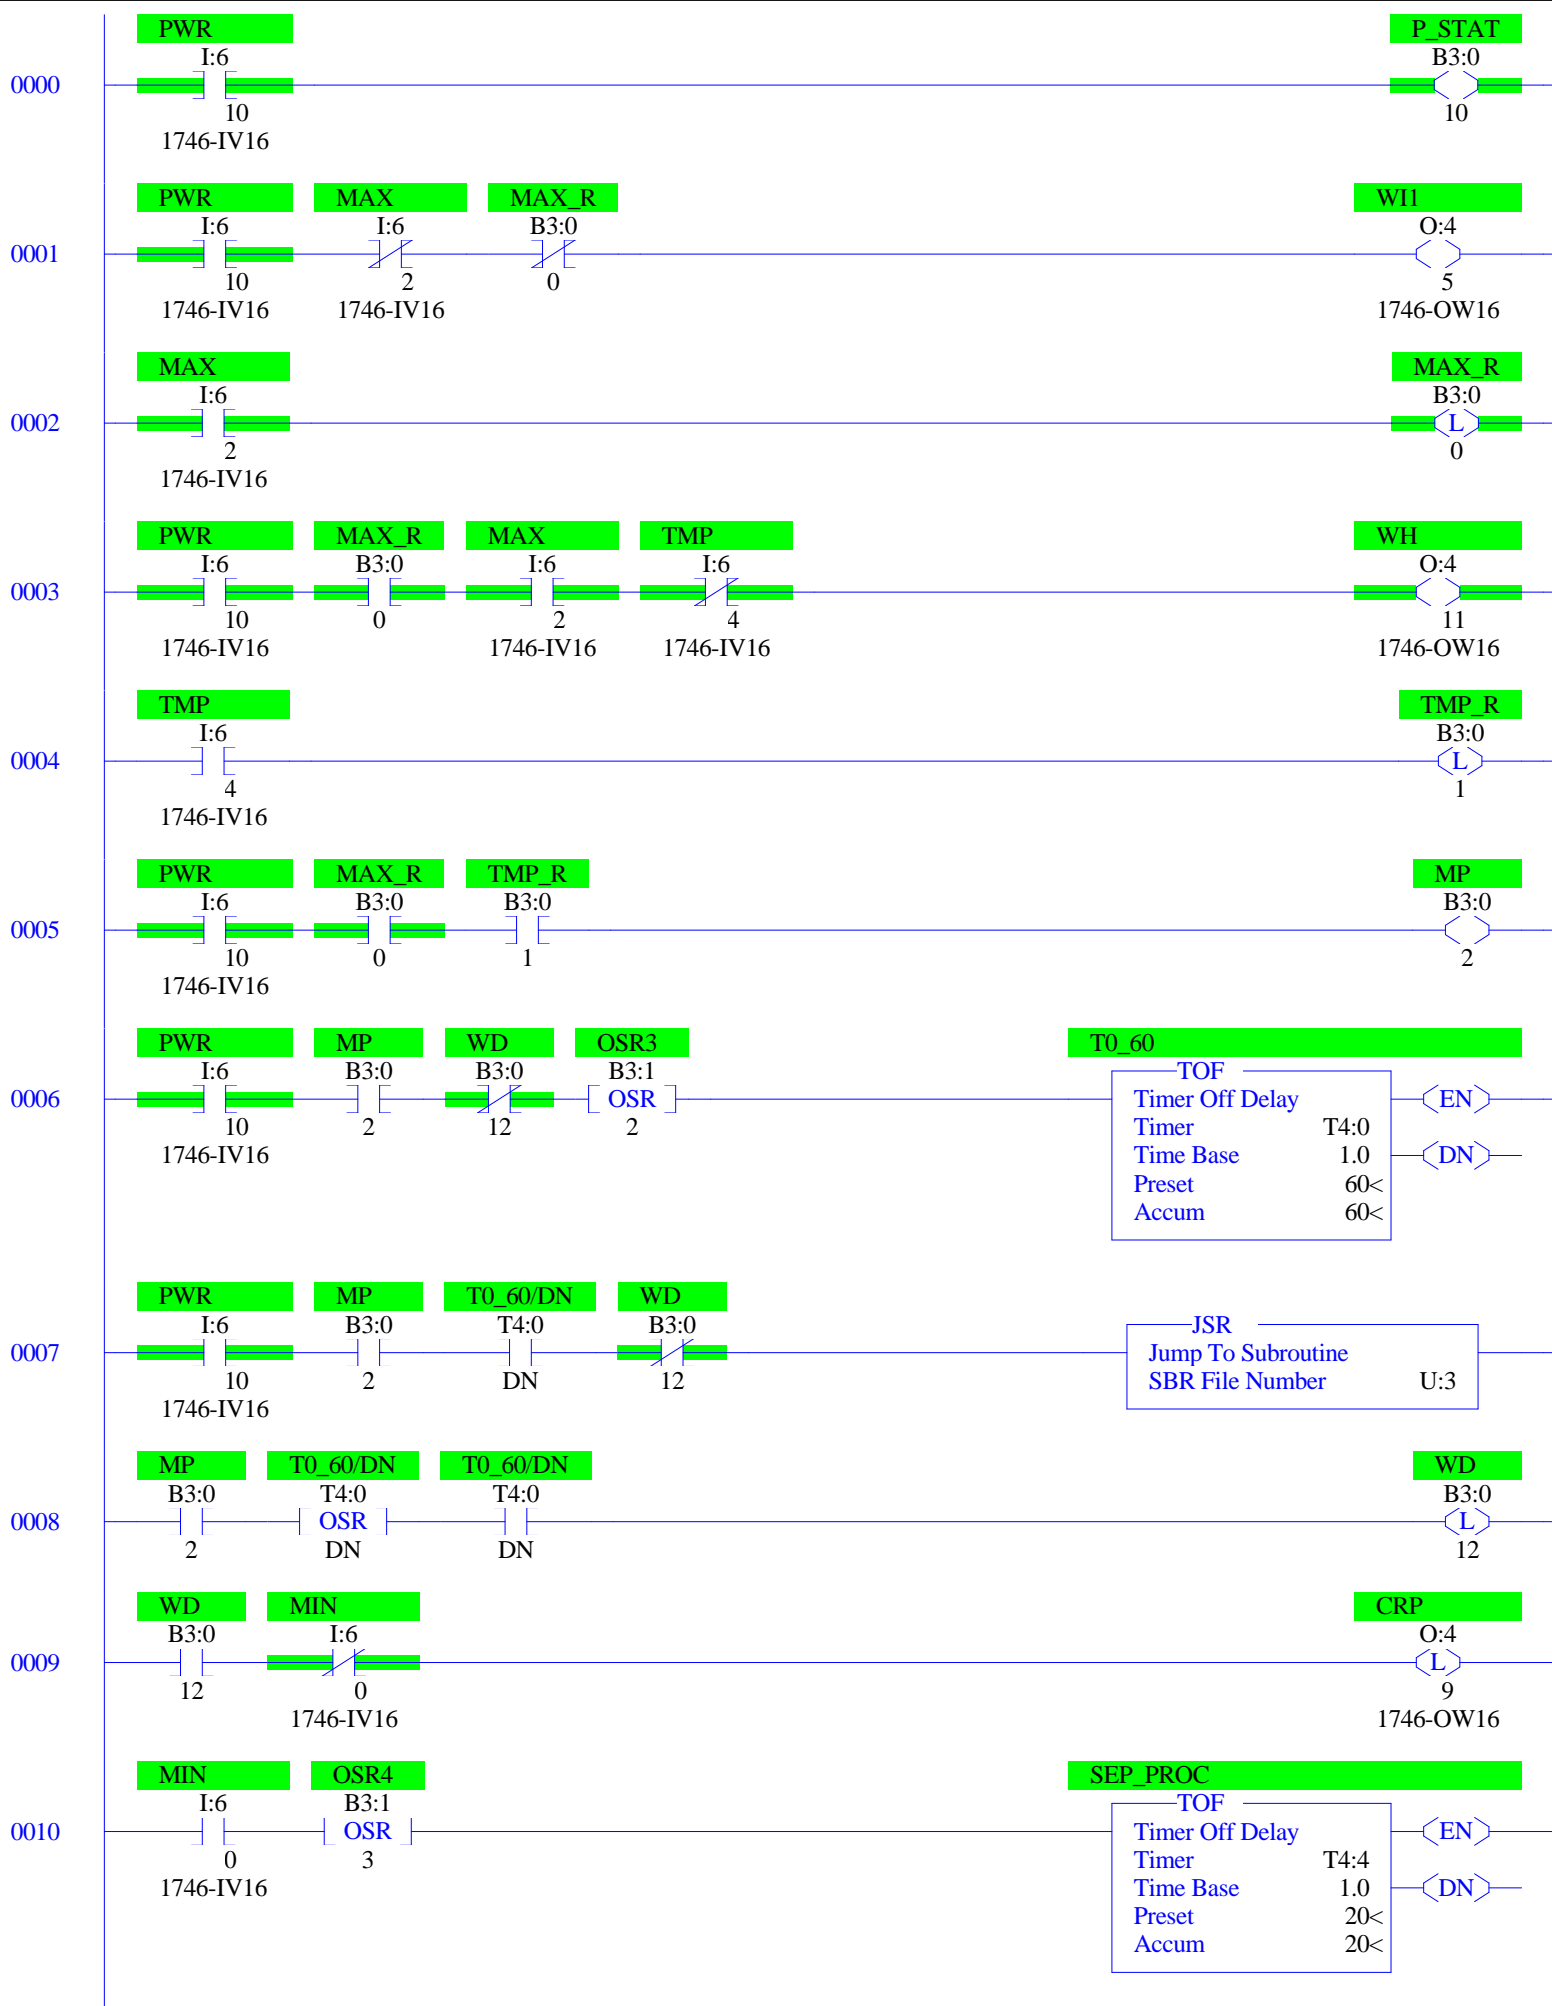 PWR P_STAT
I:6 B3:0
0000
10 10
1746-IV16
PWR MAX MAX_R WI1
I:6 I:6 B3:0 O:4
0001
10 2 0 5
1746-IV16 1746-IV16 1746-OW16
MAX MAX_R
I:6 B3:0
0002 L
2 0
1746-IV16
PWR MAX_R MAX TMP WH
I:6 B3:0 I:6 I:6 O:4
0003
10 0 2 4 11
1746-IV16 1746-IV16 1746-IV16 1746-OW16
TMP TMP_R
I:6 B3:0
0004 L
4 1
1746-IV16
PWR MAX_R TMP_R MP
I:6 B3:0 B3:0 B3:0
0005
10 0 1 2
1746-IV16
PWR MP WD OSR3 T0_60
I:6 B3:0 B3:0 B3:1 TOF
0006 OSR Timer Off Delay EN
10 2 12 2 Timer T4:0
1746-IV16 Time Base 1.0 DN
Preset 60<
Accum 60<
PWR MP T0_60/DN WD
I:6 B3:0 T4:0 B3:0 JSR
0007 Jump To Subroutine
10 2 DN 12 SBR File Number U:3
1746-IV16
MP T0_60/DN T0_60/DN WD
B3:0 T4:0 T4:0 B3:0
0008 OSR L
2 DN DN 12
WD MIN CRP
B3:0 I:6 O:4
0009 L
12 0 9
1746-IV16 1746-OW16
MIN OSR4 SEP_PROC
I:6 B3:1 TOF
0010 OSR Timer Off Delay EN
0 3 Timer T4:4
1746-IV16 Time Base 1.0 DN
Preset 20<
Accum 20<